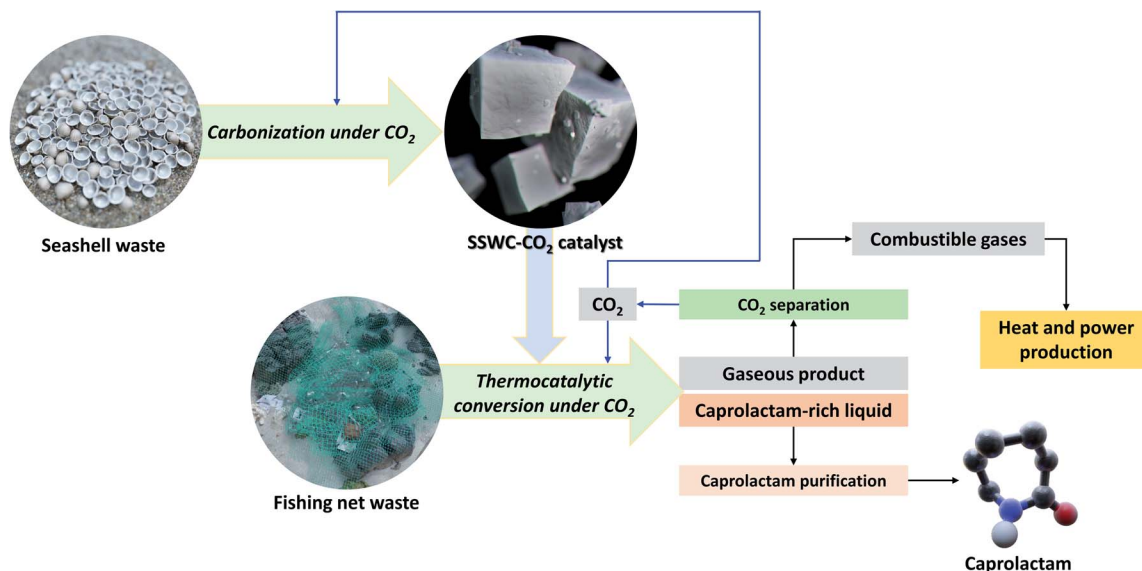 Carbonization under CO₂
Seashell waste
SSWC-CO₂ catalyst
Combustible gases
CO₂
CO₂ separation
Heat and power
production
Gaseous product
Thermocatalytic
conversion under CO₂
Caprolactam-rich liquid
Caprolactam purification
Fishing net waste
Caprolactam